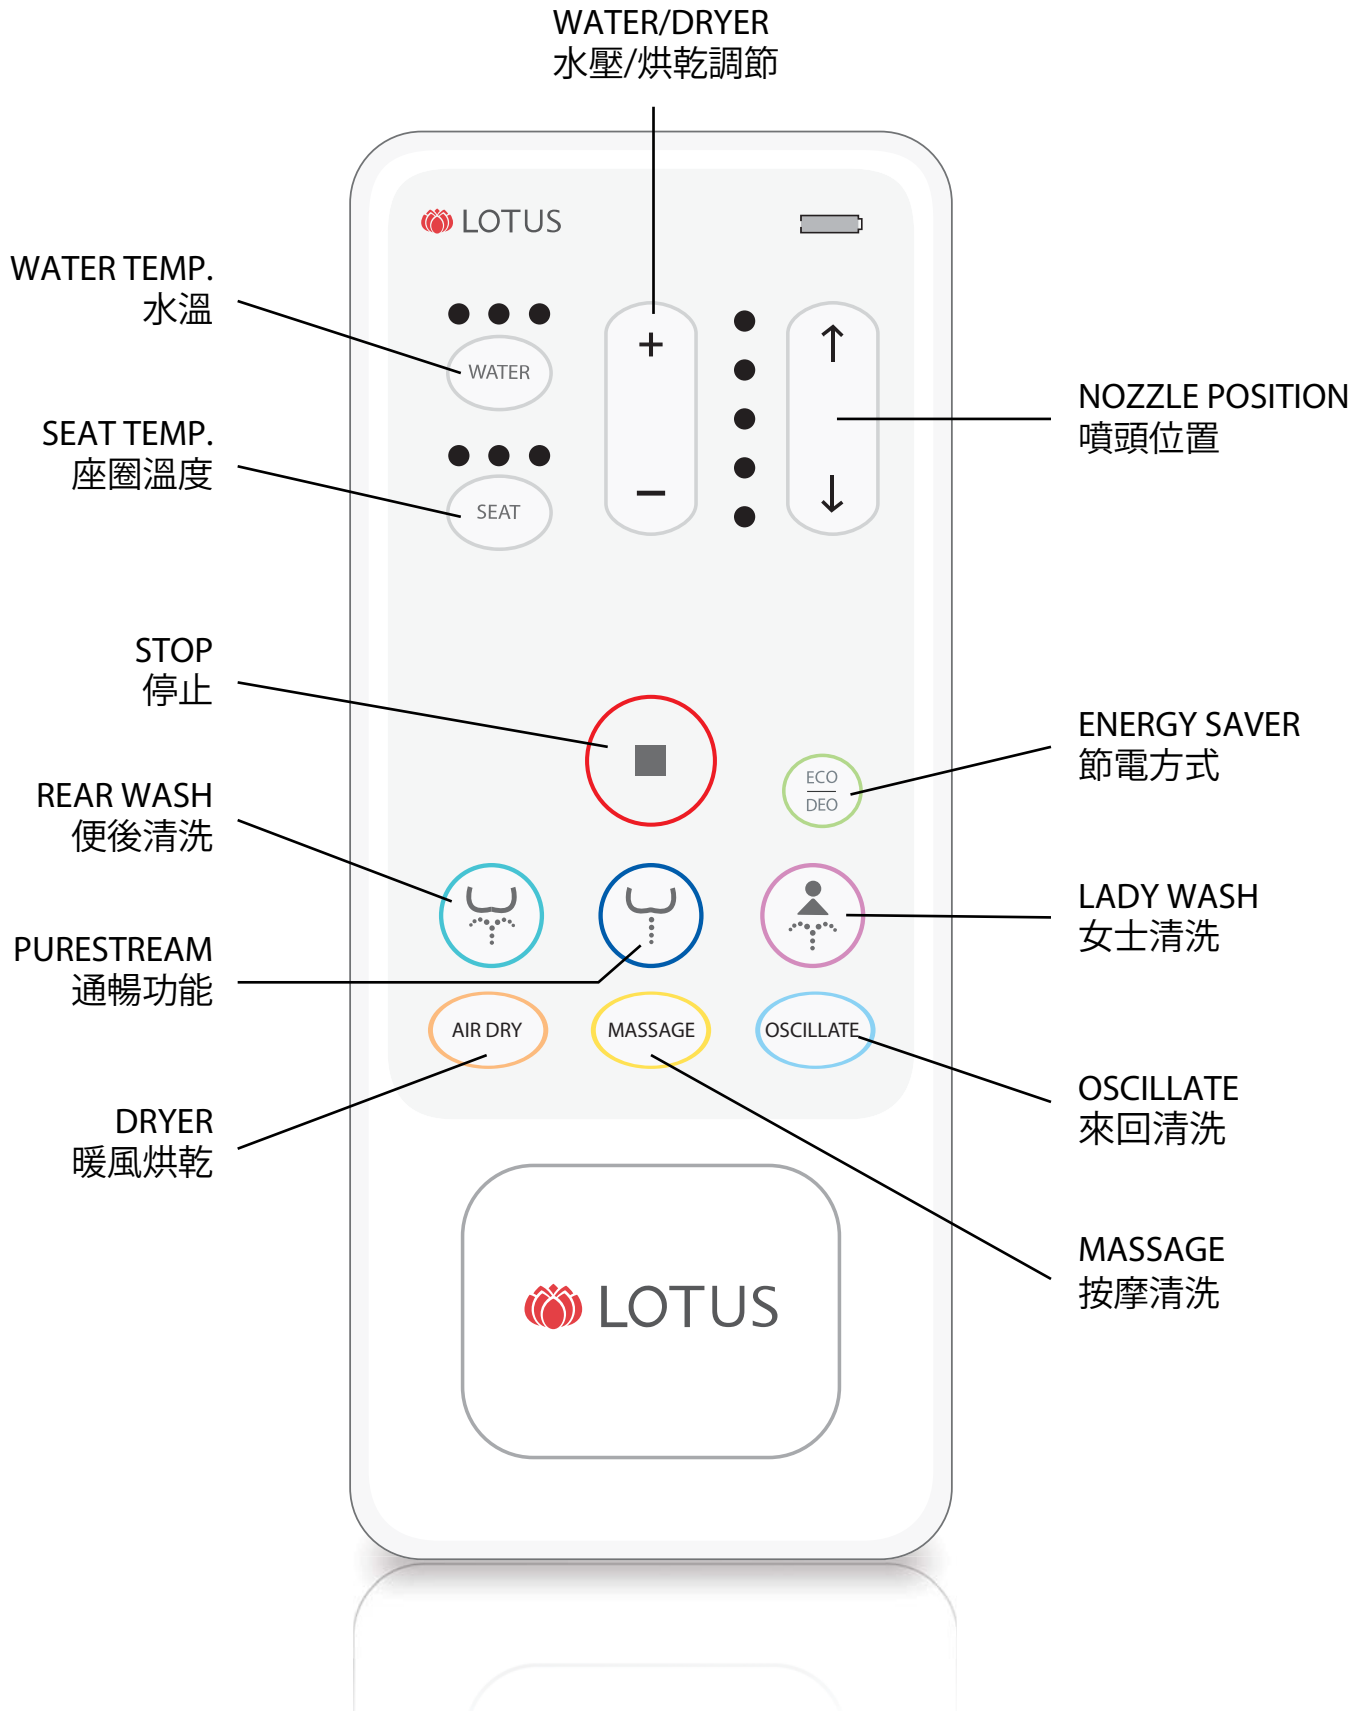 WATER/DRYER
水壓/烘乾調節
LOTUS
WATER TEMP.
水溫
WATER
+
−
↑
↓
NOZZLE POSITION
噴頭位置
SEAT TEMP.
座圈溫度
SEAT
STOP
停止
ENERGY SAVER
節電方式
ECO
DEO
REAR WASH
便後清洗
LADY WASH
女士清洗
PURESTREAM
通暢功能
AIR DRY
MASSAGE
OSCILLATE
DRYER
暖風烘乾
OSCILLATE
來回清洗
MASSAGE
按摩清洗
LOTUS